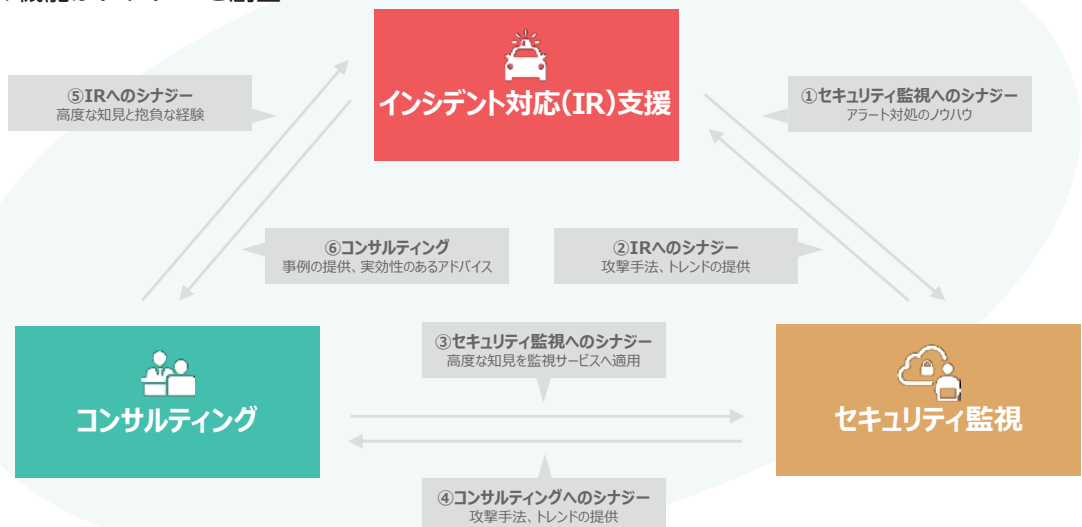 インシデント対応(IR)支援
⑤IRへのシナジー
高度な知見と抱負な経験
①セキュリティ監視へのシナジー
アラート対処のノウハウ
⑥コンサルティング
事例の提供、実効性のあるアドバイス
②IRへのシナジー
攻撃手法、トレンドの提供
③セキュリティ監視へのシナジー
高度な知見を監視サービスへ適用
コンサルティング
セキュリティ監視
④コンサルティングへのシナジー
攻撃手法、トレンドの提供